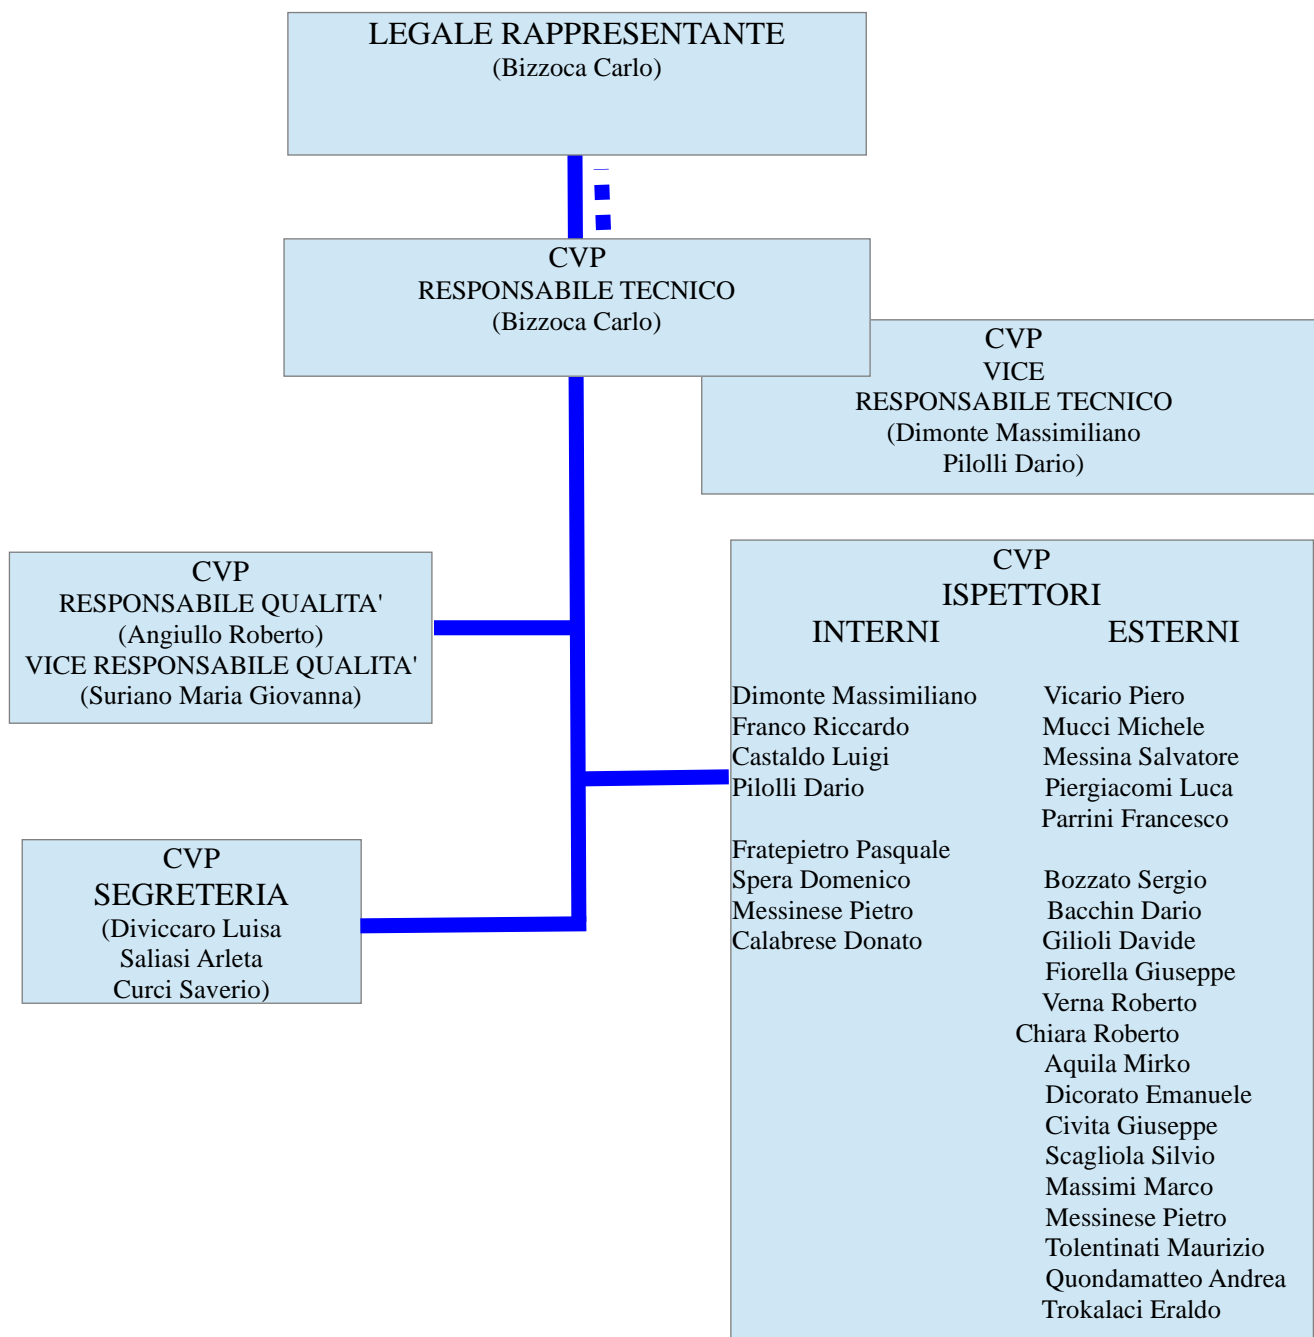 LEGALE RAPPRESENTANTE
(Bizzoca Carlo)
CVP
RESPONSABILE TECNICO
(Bizzoca Carlo)
CVP
VICE
RESPONSABILE TECNICO
(Dimonte Massimiliano
Pilolli Dario)
CVP
RESPONSABILE QUALITA'
(Angiullo Roberto)
VICE RESPONSABILE QUALITA'
(Suriano Maria Giovanna)
CVP
SEGRETERIA
(Diviccaro Luisa
Saliasi Arleta
Curci Saverio)
CVP
ISPETTORI
INTERNI
Dimonte Massimiliano
Franco Riccardo
Castaldo Luigi
Pilolli Dario
Fratepietro Pasquale
Spera Domenico
Messinese Pietro
Calabrese Donato
ESTERNI
Vicario Piero
Mucci Michele
Messina Salvatore
Piergiacomi Luca
Parrini Francesco
Bozzato Sergio
Bacchin Dario
Gilioli Davide
Fiorella Giuseppe
Verna Roberto
Chiara Roberto
Aquila Mirko
Dicorato Emanuele
Civita Giuseppe
Scagliola Silvio
Massimi Marco
Messinese Pietro
Tolentinati Maurizio
Quondamatteo Andrea
Trokalaci Eraldo